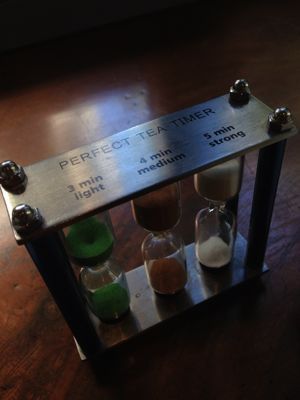 PERFECT TEA TIMER
3 min 4 min 5 min
light medium strong